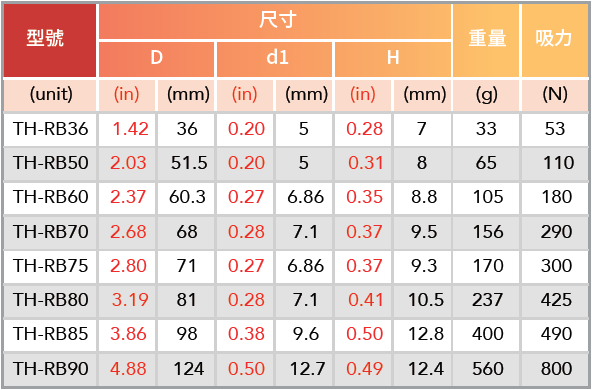 型號 尺寸 重量 吸力
D d1 H
(unit) (in) (mm) (in) (mm) (in) (mm) (g) (N)
TH-RB36 1.42 36 0.20 5 0.28 7 33 53
TH-RB50 2.03 51.5 0.20 5 0.31 8 65 110
TH-RB60 2.37 60.3 0.27 6.86 0.35 8.8 105 180
TH-RB70 2.68 68 0.28 7.1 0.37 9.5 156 290
TH-RB75 2.80 71 0.27 6.86 0.37 9.3 170 300
TH-RB80 3.19 81 0.28 7.1 0.41 10.5 237 425
TH-RB85 3.86 98 0.38 9.6 0.50 12.8 400 490
TH-RB90 4.88 124 0.50 12.7 0.49 12.4 560 800